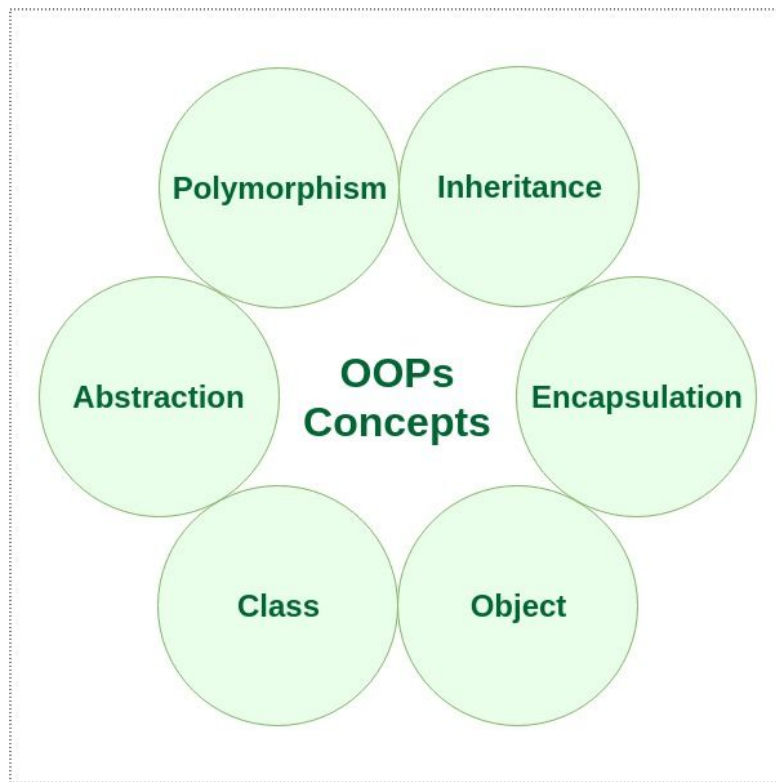 Polymorphism
Inheritance
Abstraction
OOPs
Concepts
Encapsulation
Class
Object